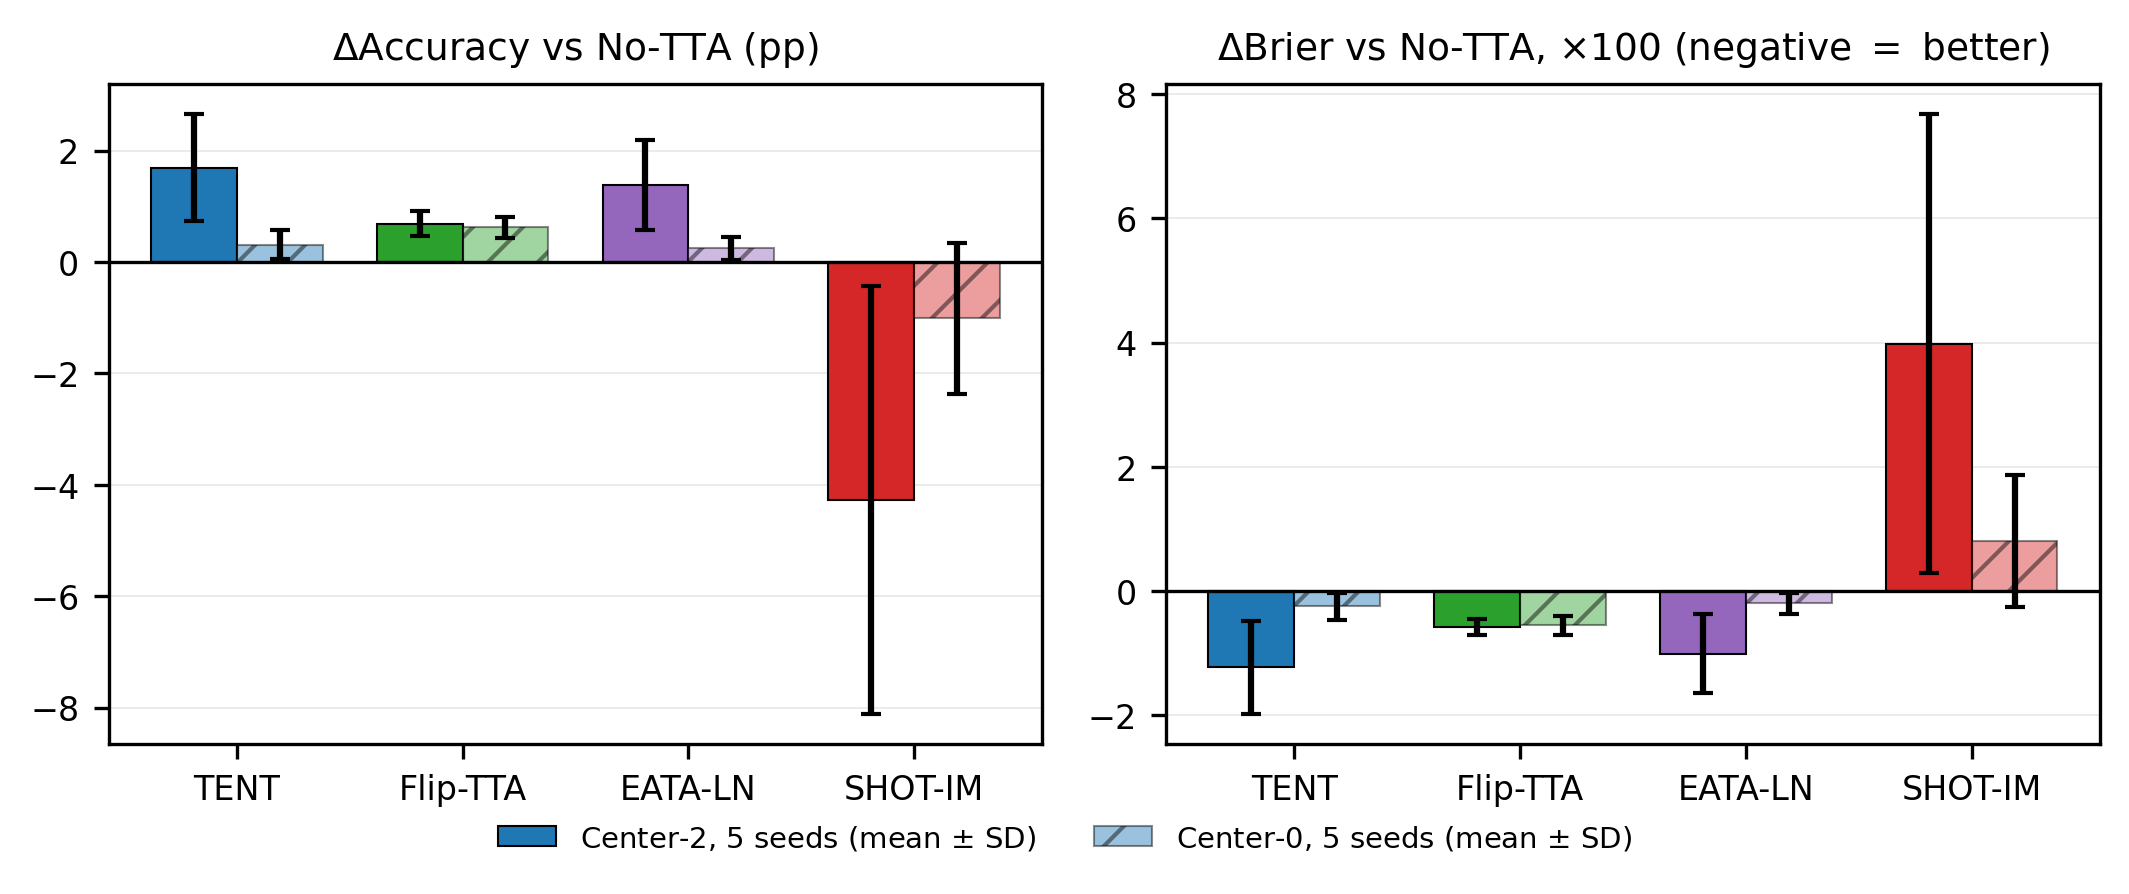 ΔAccuracy vs No-TTA (pp)
2
0
−2
−4
−6
−8
TENT
Flip-TTA
EATA-LN
SHOT-IM
ΔBrier vs No-TTA, ×100 (negative = better)
8
6
4
2
0
−2
TENT
Flip-TTA
EATA-LN
SHOT-IM
Center-2, 5 seeds (mean ± SD)
Center-0, 5 seeds (mean ± SD)